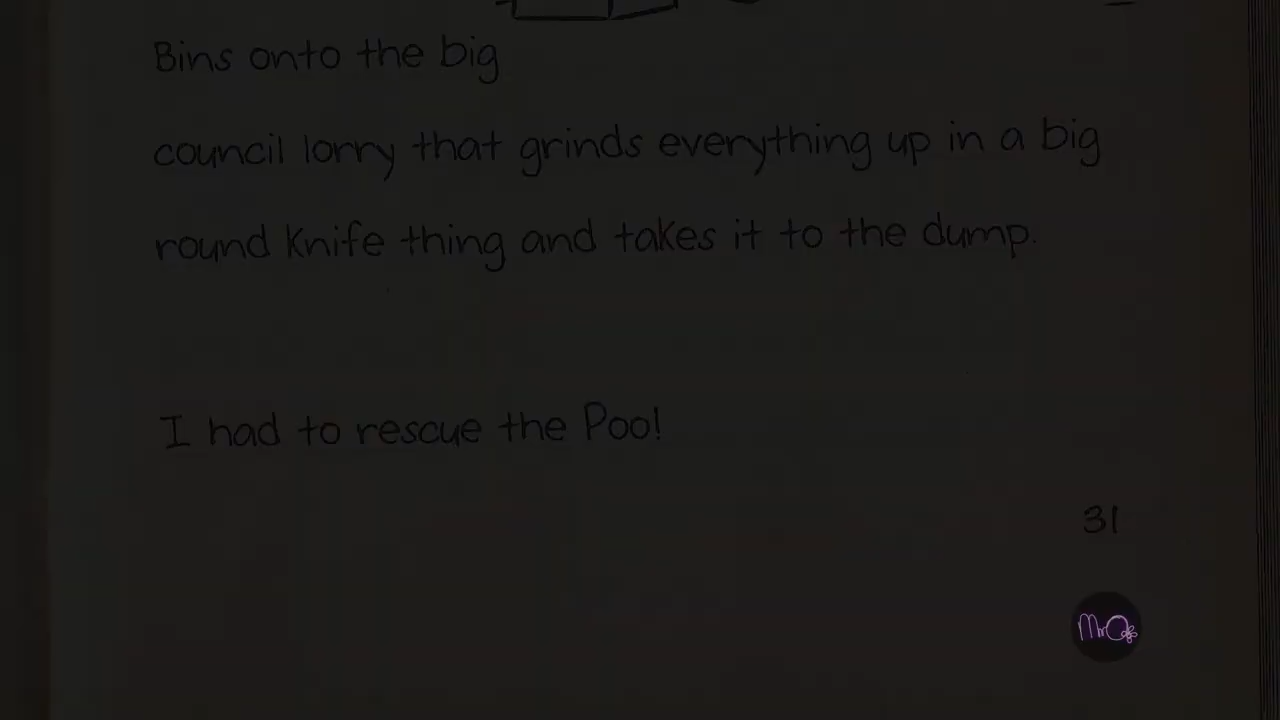 Bins onto the big
council lorry that grinds everything up in a big
round knife thing and takes it to the dump.
I had to rescue the Poo!
31
MrO